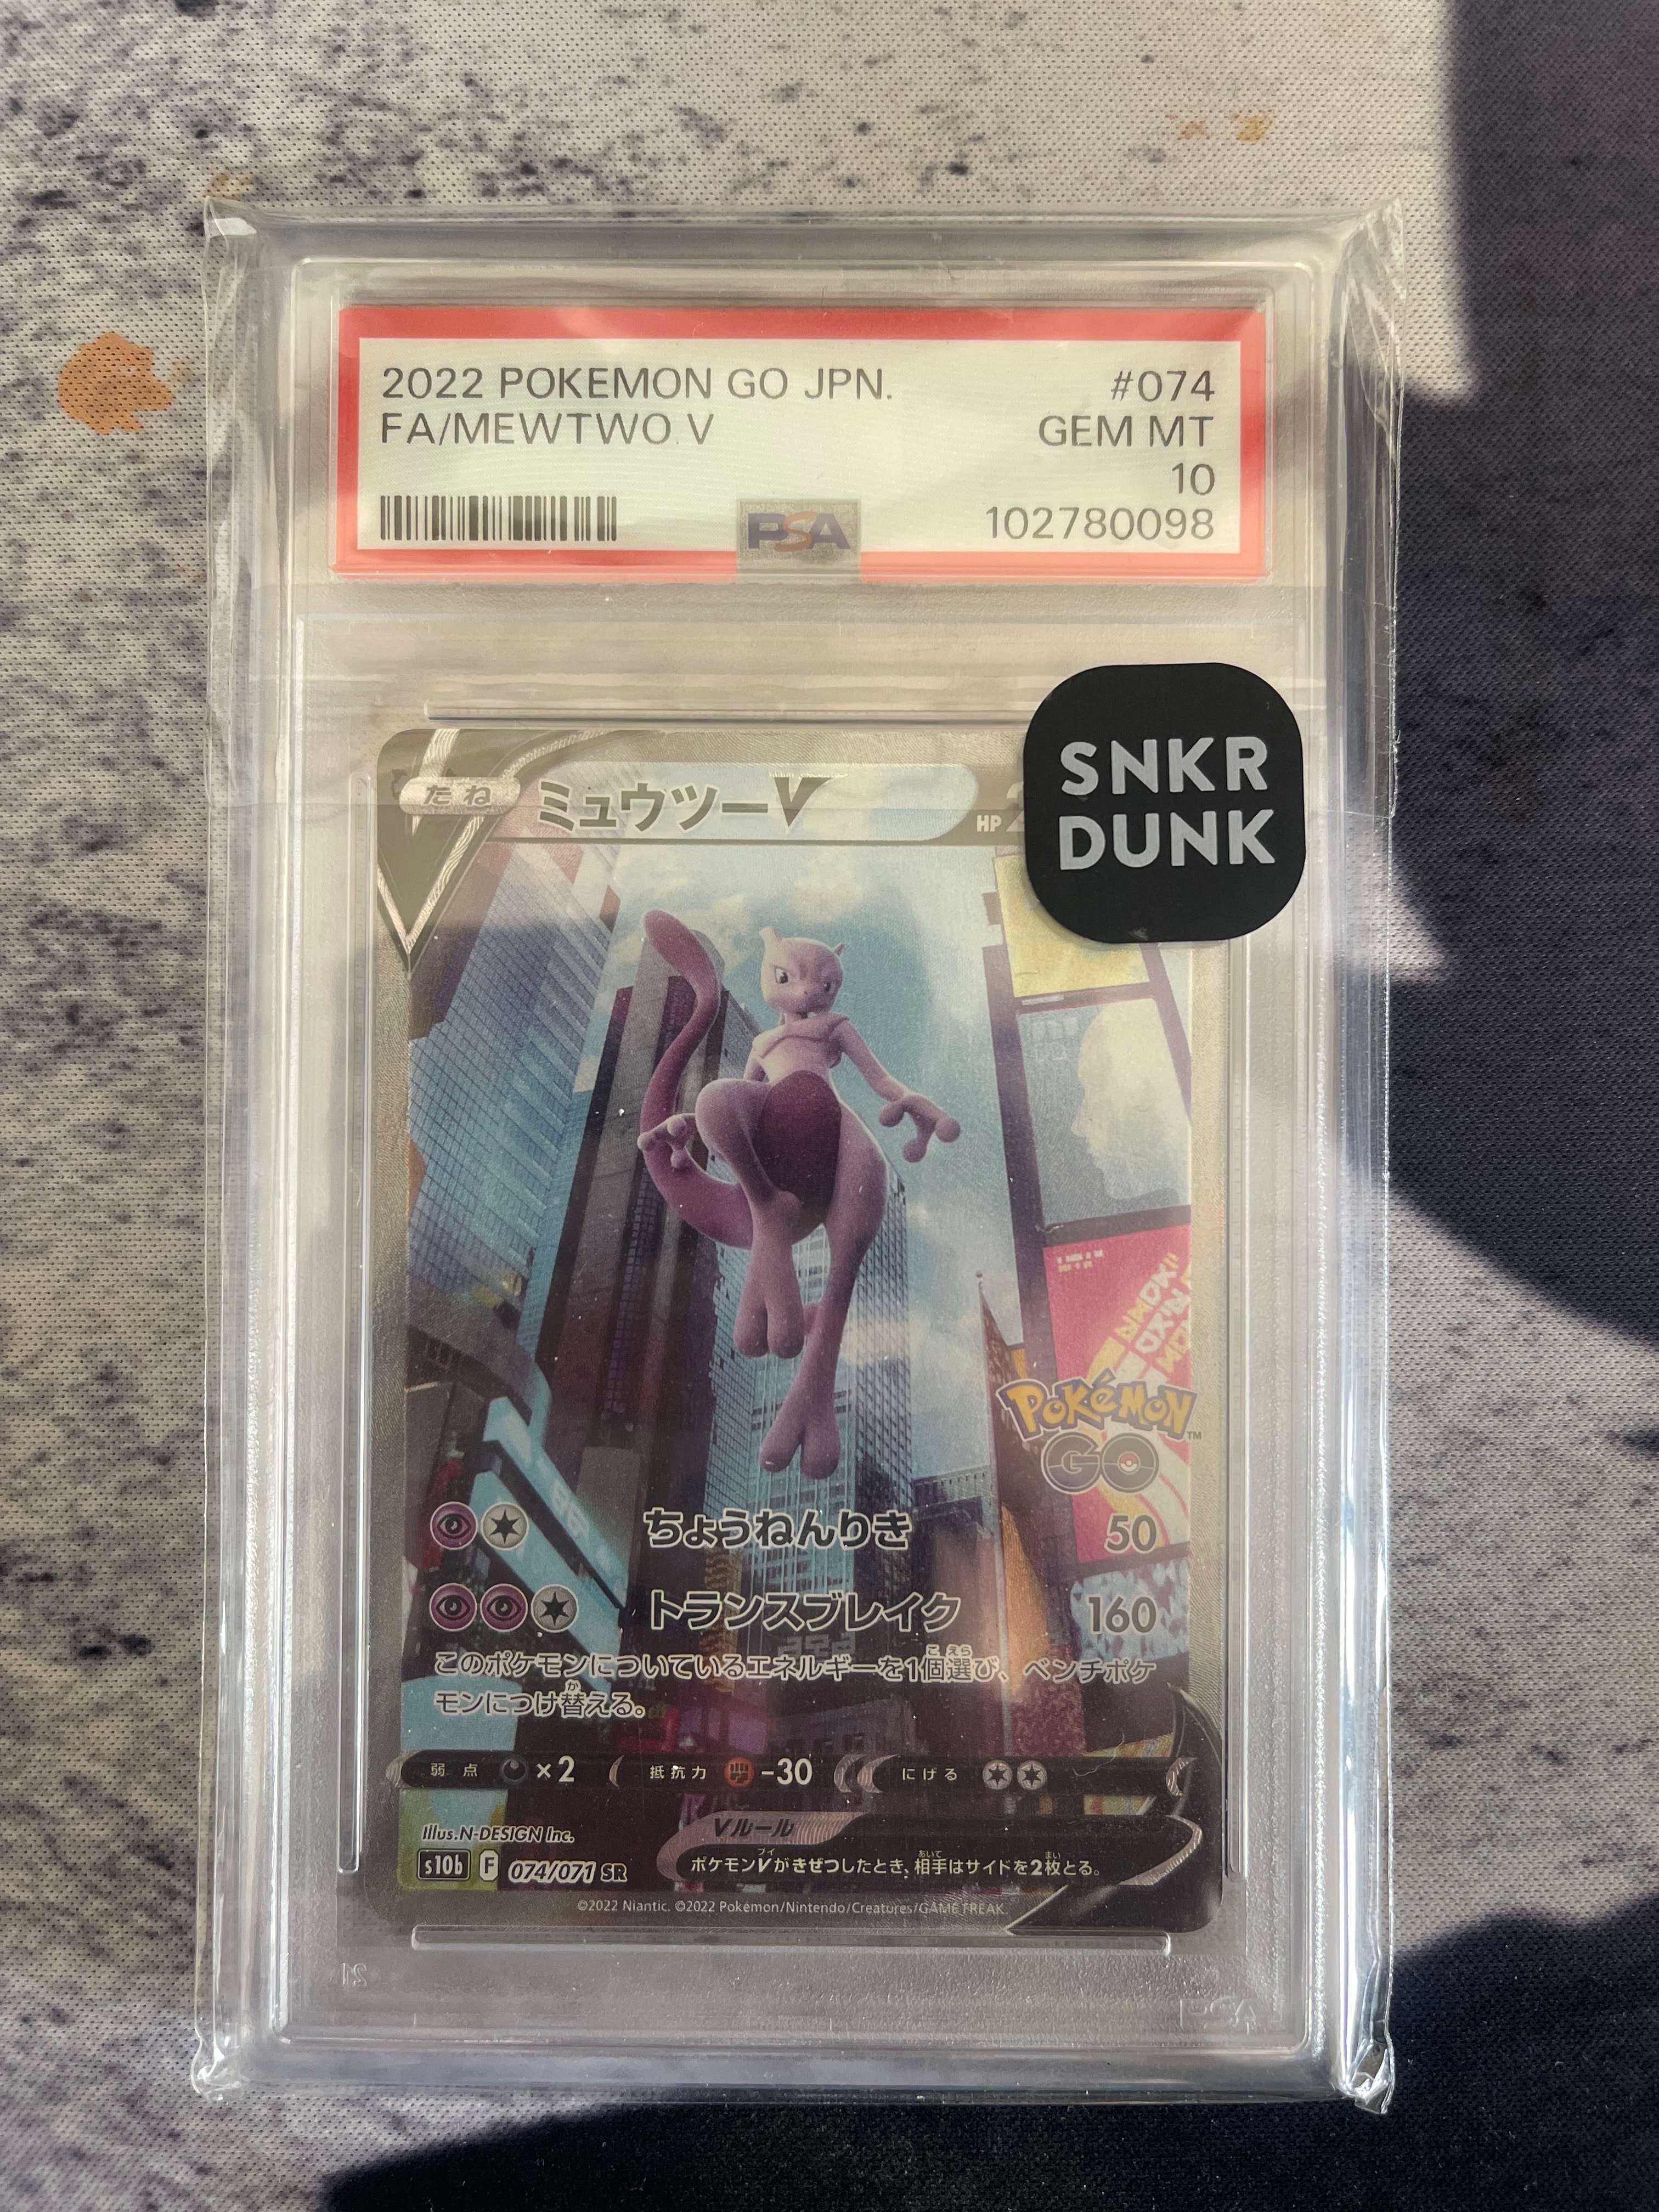 2022 POKEMON GO JPN. #074
FA/MEWTWO V GEM MT
10
PSA 102780098
SNKR
DUNK
たね ミュウツーV HP
Pokémon™
GO
ちょうねんりき 50
トランスブレイク 160
このポケモンについているエネルギーを1個選び、ベンチポケ
モンにつけ替える。
弱点 ×2 抵抗力 -30 にげる
Illus.N-DESIGN Inc.
Vルール
ポケモンVがきぜつしたとき、相手はサイドを2枚とる。
s10b F 074/071 SR
©2022 Niantic. ©2022 Pokémon/Nintendo/Creatures/GAME FREAK.
PSA